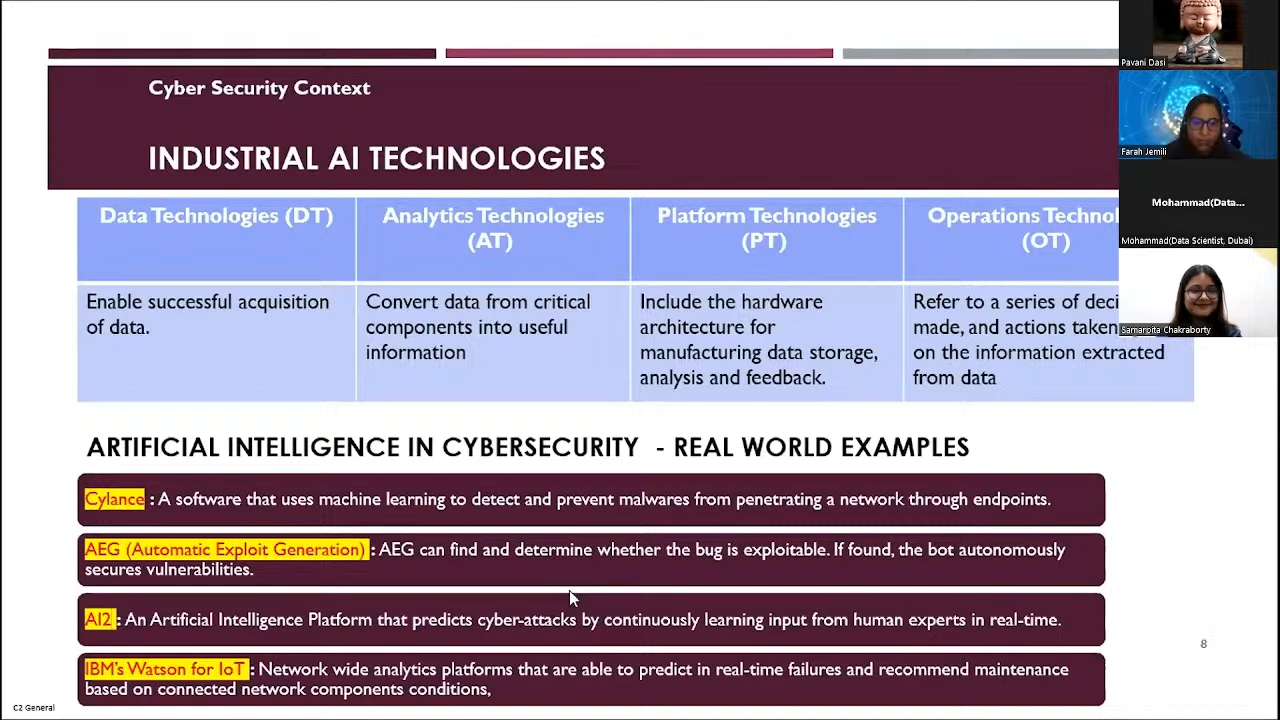 Cyber Security Context
INDUSTRIAL AI TECHNOLOGIES
Data Technologies (DT)
Analytics Technologies
(AT)
Platform Technologies
(PT)
Operations
(OT)
Enable successful acquisition
of data.
Convert data from critical
components into useful
information
Include the hardware
architecture for
manufacturing data storage,
analysis and feedback.
Refer to a series of
made, and actions taken
on the information extracted
from data
ARTIFICIAL INTELLIGENCE IN CYBERSECURITY - REAL WORLD EXAMPLES
Cylance : A software that uses machine learning to detect and prevent malwares from penetrating a network through endpoints.
AEG (Automatic Exploit Generation) : AEG can find and determine whether the bug is exploitable. If found, the bot autonomously
secures vulnerabilities.
AI2 : An Artificial Intelligence Platform that predicts cyber-attacks by continuously learning input from human experts in real-time.
IBM's Watson for IoT : Network wide analytics platforms that are able to predict in real-time failures and recommend maintenance
based on connected network components conditions,
8
C2 General
Pavani Dasi
Farah Jemili
Mohammad(Data...
Mohammad(Data Scientist, Dubai)
Samarpita Chakraborty